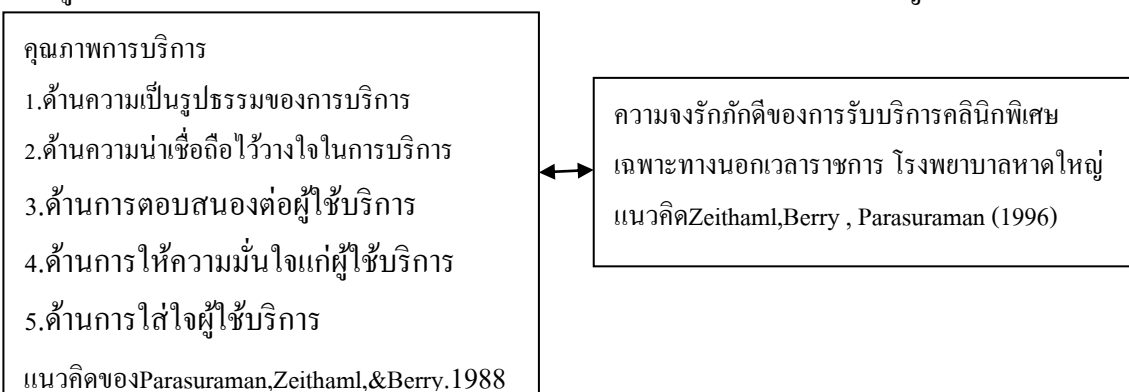 คุณภาพการบริการ
1.ด้านความเป็นรูปธรรมของการบริการ
2.ด้านความน่าเชื่อถือไว้วางใจในการบริการ
3.ด้านการตอบสนองต่อผู้ใช้บริการ
4.ด้านการให้ความมั่นใจแก่ผู้ใช้บริการ
5.ด้านการใส่ใจผู้ใช้บริการ
แนวคิดของParasuraman,Zeithaml,&Berry.1988
ความจงรักภักดีของการรับบริการคลินิกพิเศษ
เฉพาะทางนอกเวลาราชการ โรงพยาบาลหาดใหญ่
แนวคิดZeithaml,Berry , Parasuraman (1996)